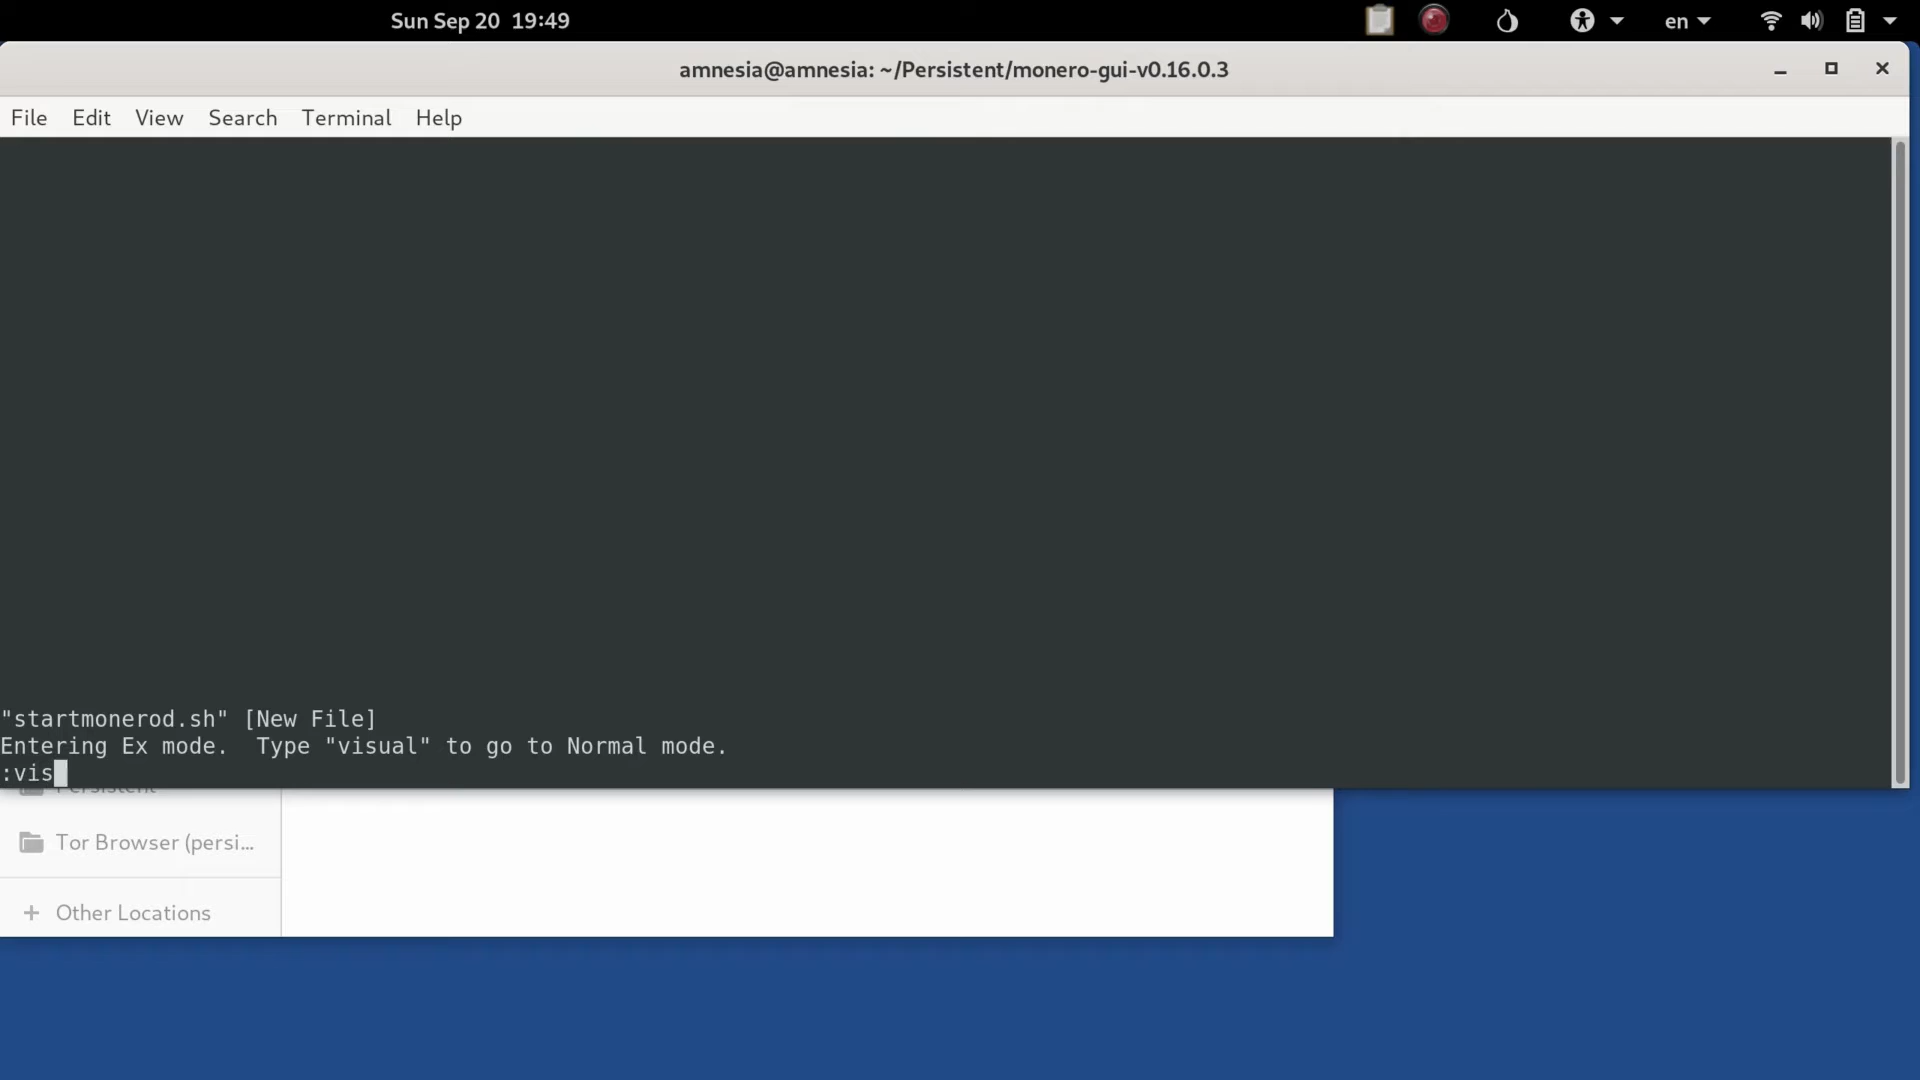 Sun Sep 20 19:49
en
amnesia@amnesia: ~/Persistent/monero-gui-v0.16.0.3
File Edit View Search Terminal Help
"startmonerod.sh" [New File]
Entering Ex mode.  Type "visual" to go to Normal mode.
:vis
Persistent
Tor Browser (persi...
Other Locations